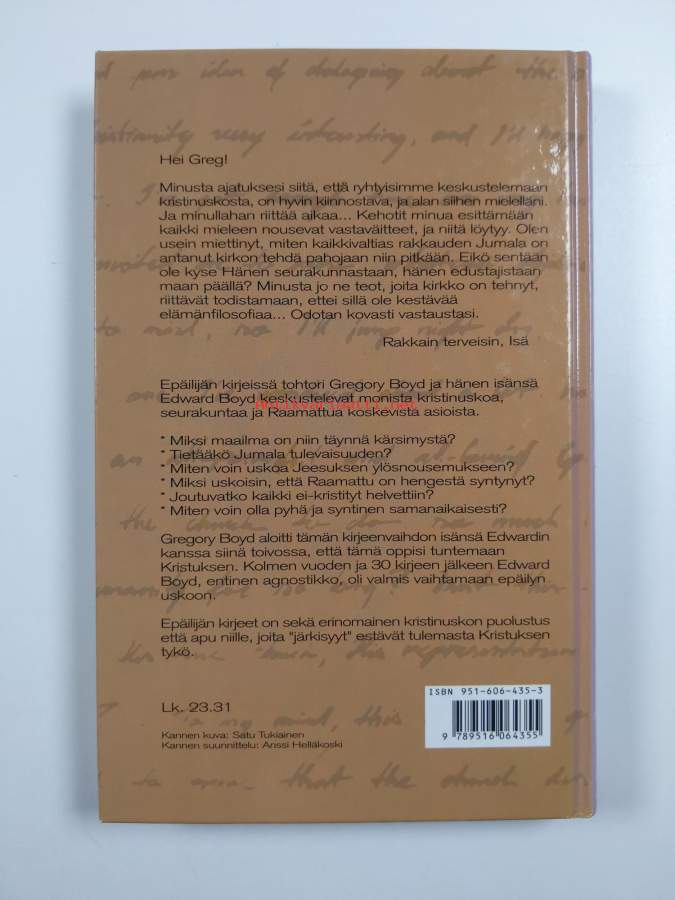 Hei Greg!
Minusta ajatuksesi siitä, että ryhtyisimme keskustelemaan
kristinuskosta, on hyvin kiinnostava, ja alan siihen mielelläni.
Ja minullahan riittää aikaa... Kehotit minua esittämään
kaikki mieleen nousevat vastaväitteet, ja niitä löytyy. Olen
usein miettinyt, miten kaikkivaltias rakkauden Jumala on
antanut kirkon tehdä pahojaan niin pitkään. Eikö sentään
ole kyse Hänen seurakunnastaan, hänen edustajistaan
maan päällä? Minusta jo ne teot, joita kirkko on tehnyt,
riittävät todistamaan, ettei sillä ole kestävää
elämänfilosofiaa... Odotan kovasti vastaustasi.
Rakkain terveisin, Isä
Epäilijän kirjeissä tohtori Gregory Boyd ja hänen isänsä
Edward Boyd keskustelevat monista kristinuskoa,
Antikvariaatti.net
seurakuntaa ja Raamattua koskevista asioista.
* Miksi maailma on niin täynnä kärsimystä?
* Tietääkö Jumala tulevaisuuden?
* Miten voin uskoa Jeesuksen ylösnousemukseen?
* Miksi uskoisin, että Raamattu on hengestä syntynyt?
* Joutuvatko kaikki ei-kristityt helvettiin?
* Miten voin olla pyhä ja syntinen samanaikaisesti?
Gregory Boyd aloitti tämän kirjeenvaihdon isänsä Edwardin
kanssa siinä toivossa, että tämä oppisi tuntemaan
Kristuksen. Kolmen vuoden ja 30 kirjeen jälkeen Edward
Boyd, entinen agnostikko, oli valmis vaihtamaan epäilyn
uskoon.
Epäilijän kirjeet on sekä erinomainen kristinuskon puolustus
että apu niille, joita "järkisyyt" estävät tulemasta Kristuksen
tykö.
Lk. 23.31
Kannen kuva: Satu Tukiainen
Kannen suunnittelu: Anssi Helläkoski
ISBN 951-606-435-3
9 789516 064355